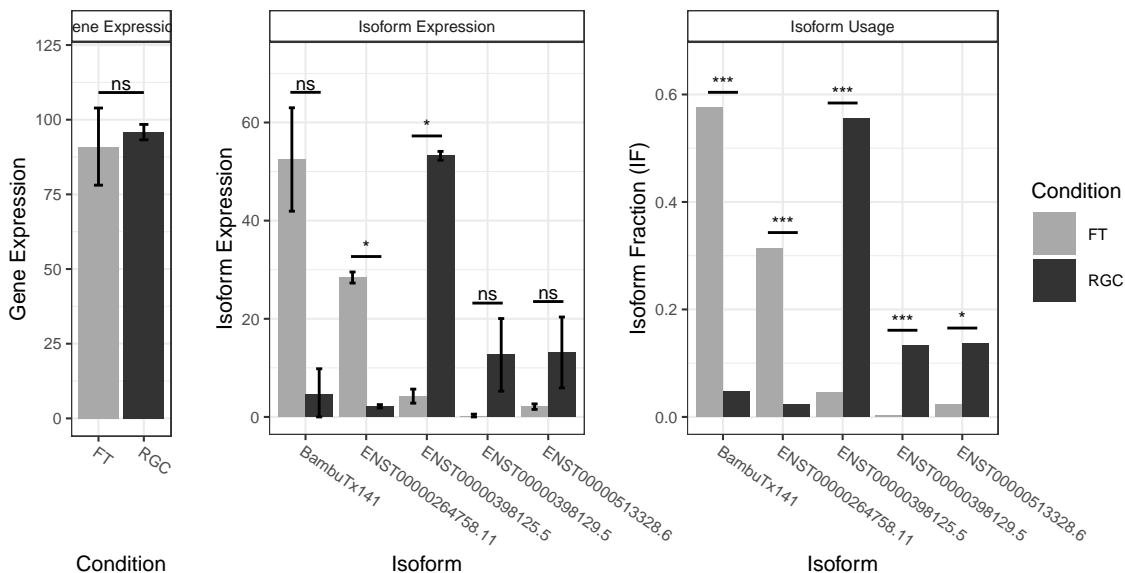 ene Expressio
Isoform Expression
Isoform Usage
Gene Expression
125
100
75
50
25
0
ns
FT
RGC
Condition
Isoform Expression
60
40
20
0
ns
*
*
ns
ns
BambuTx141
ENST00000264758.11
ENST00000398125.5
ENST00000398129.5
ENST00000513328.6
Isoform
Isoform Fraction (IF)
0.6
0.4
0.2
0.0
***
***
***
***
*
BambuTx141
ENST00000264758.11
ENST00000398125.5
ENST00000398129.5
ENST00000513328.6
Isoform
Condition
FT
RGC